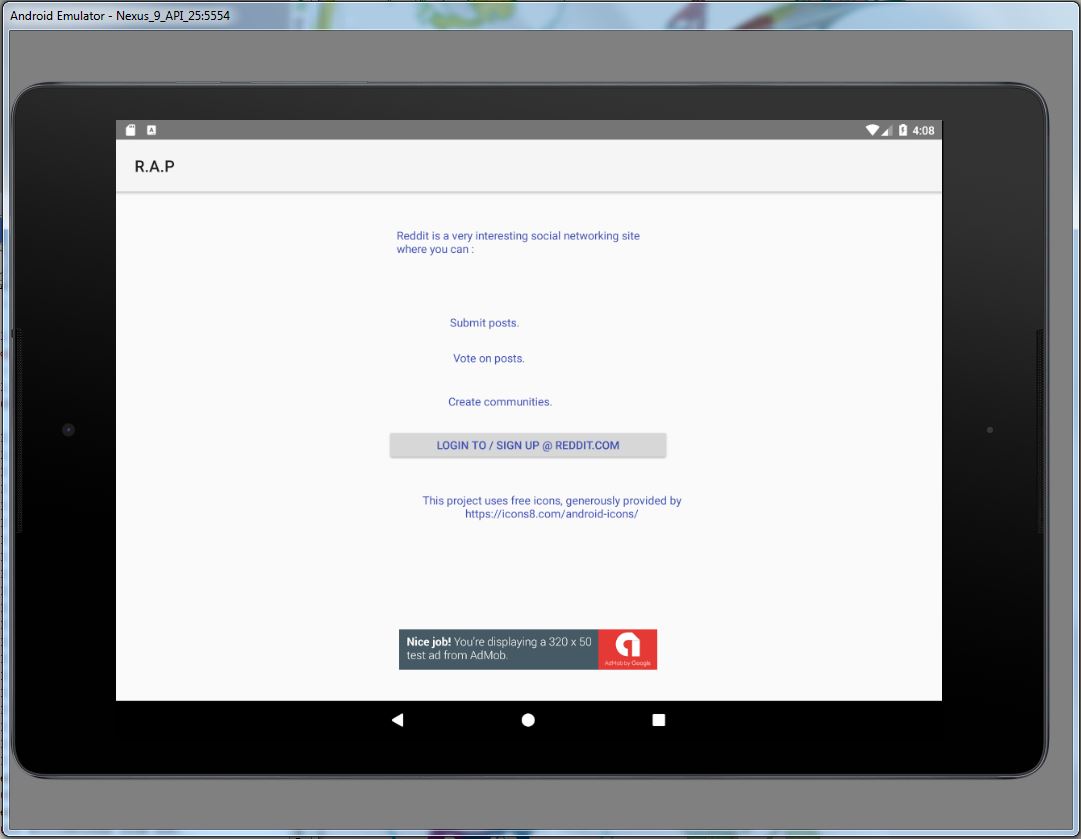 Android Emulator - Nexus_9_API_25:5554
A
4:08
R.A.P
Reddit is a very interesting social networking site
where you can :
Submit posts.
Vote on posts.
Create communities.
LOGIN TO / SIGN UP @ REDDIT.COM
This project uses free icons, generously provided by
https://icons8.com/android-icons/
Nice job! You're displaying a 320 x 50
test ad from AdMob.
AdMob by Google